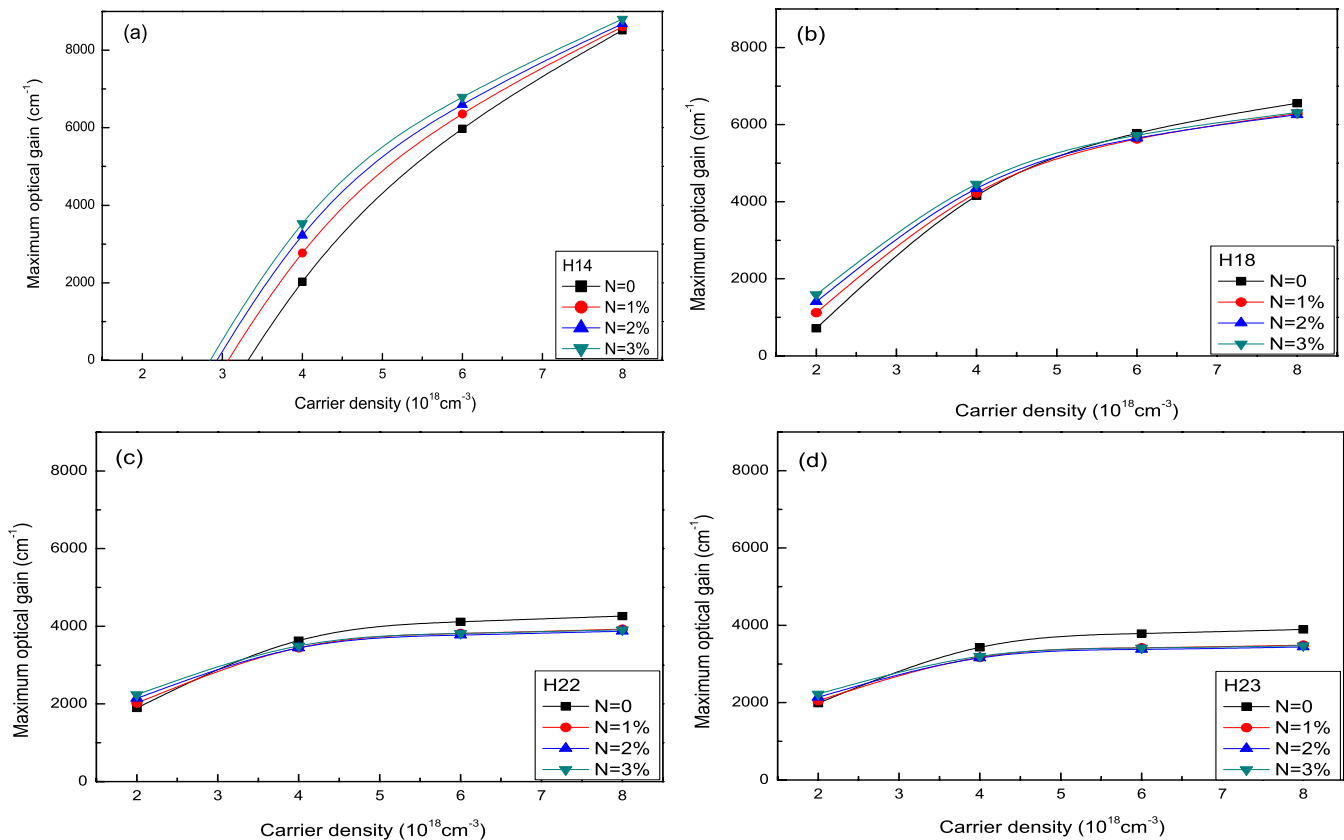 (a)
8000
6000
4000
2000
0
Maximum optical gain (cm⁻¹)
H14
N=0
N=1%
N=2%
N=3%
2 3 4 5 6 7 8
Carrier density (10¹⁸cm⁻³)
(b)
8000
6000
4000
2000
0
Maximum optical gain (cm⁻¹)
H18
N=0
N=1%
N=2%
N=3%
2 3 4 5 6 7 8
Carrier density (10¹⁸cm⁻³)
(c)
8000
6000
4000
2000
0
Maximum optical gain (cm⁻¹)
H22
N=0
N=1%
N=2%
N=3%
2 3 4 5 6 7 8
Carrier density (10¹⁸cm⁻³)
(d)
8000
6000
4000
2000
0
Maximum optical gain (cm⁻¹)
H23
N=0
N=1%
N=2%
N=3%
2 3 4 5 6 7 8
Carrier density (10¹⁸cm⁻³)